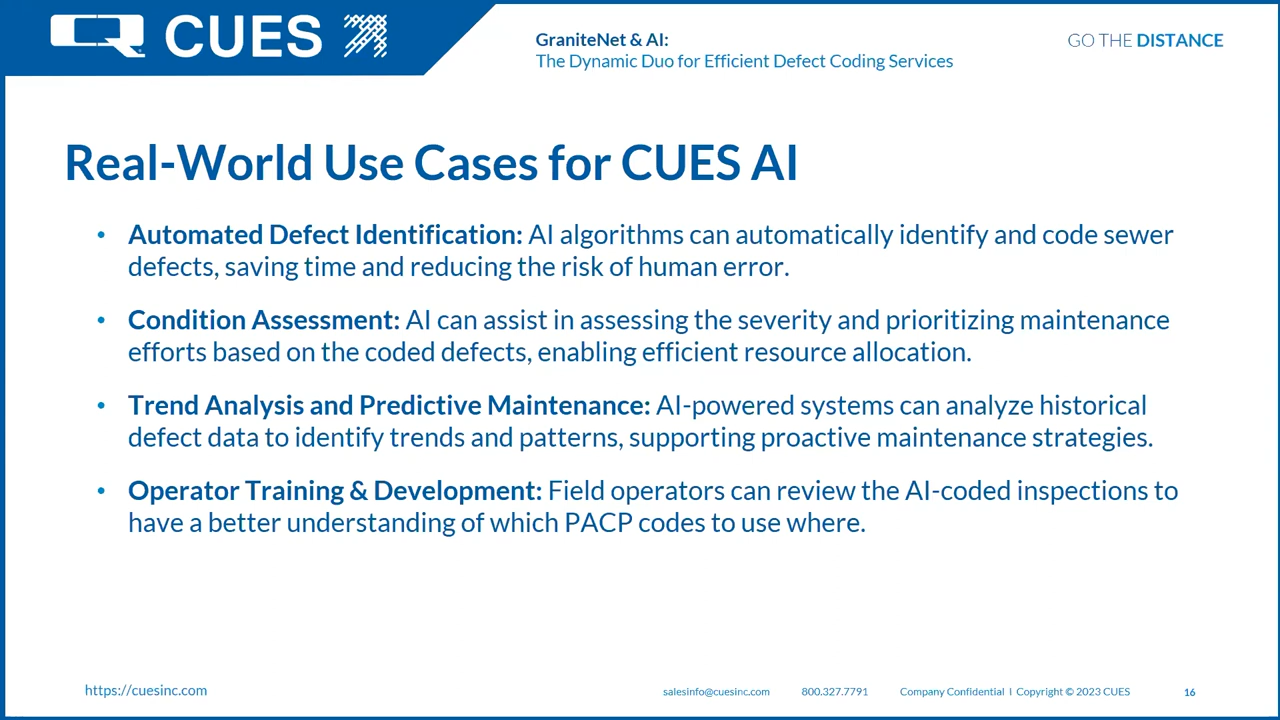 CUES
GraniteNet & AI:
The Dynamic Duo for Efficient Defect Coding Services
GO THE DISTANCE
Real-World Use Cases for CUES AI
• Automated Defect Identification: AI algorithms can automatically identify and code sewer
defects, saving time and reducing the risk of human error.
• Condition Assessment: AI can assist in assessing the severity and prioritizing maintenance
efforts based on the coded defects, enabling efficient resource allocation.
• Trend Analysis and Predictive Maintenance: AI-powered systems can analyze historical
defect data to identify trends and patterns, supporting proactive maintenance strategies.
• Operator Training & Development: Field operators can review the AI-coded inspections to
have a better understanding of which PACP codes to use where.
https://cuesinc.com
salesinfo@cuesinc.com 800.327.7791 Company Confidential I Copyright © 2023 CUES 16